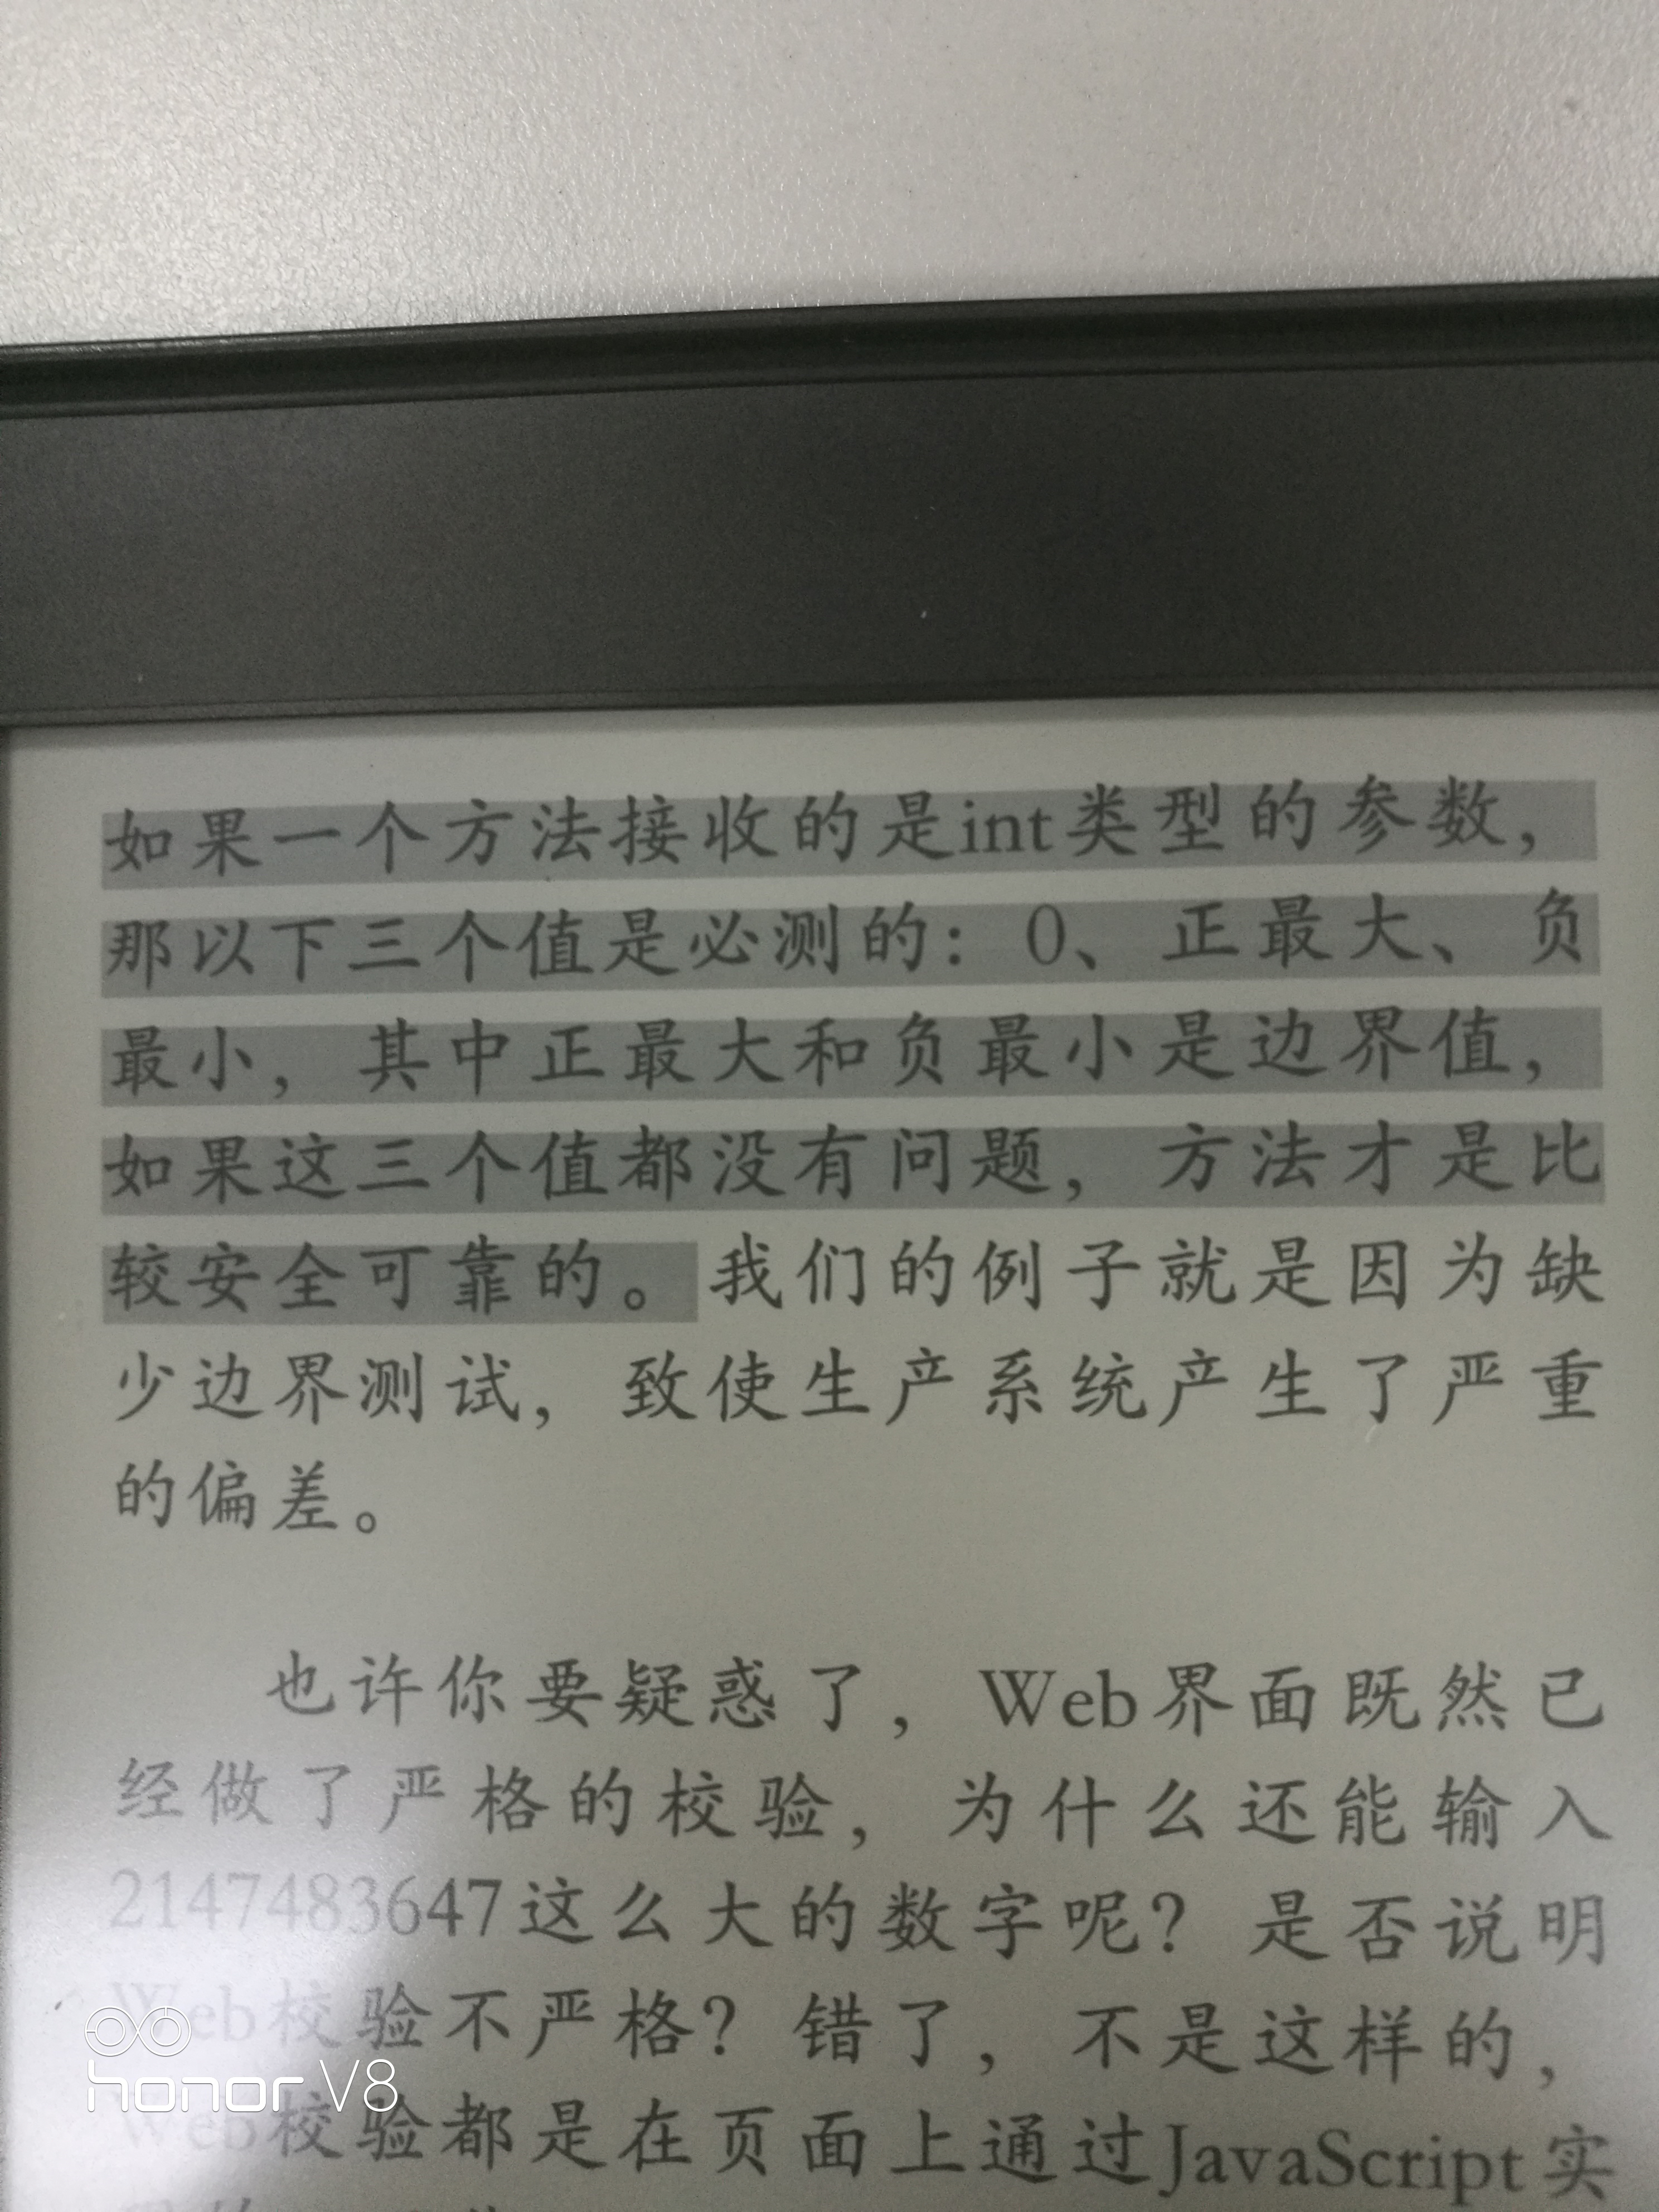 如果一个方法接收的是int类型的参数，
那以下三个值是必测的：0、正最大、负
最小，其中正最大和负最小是边界值，
如果这三个值都没有问题，方法才是比
较安全可靠的。我们的例子就是因为缺
少边界测试，致使生产系统产生了严重
的偏差。
也许你要疑惑了，Web界面既然已
经做了严格的校验，为什么还能输入
2147483647这么大的数字呢？是否说明
Web校验不严格？错了，不是这样的，
Web校验都是在页面上通过JavaScript实
honor V8